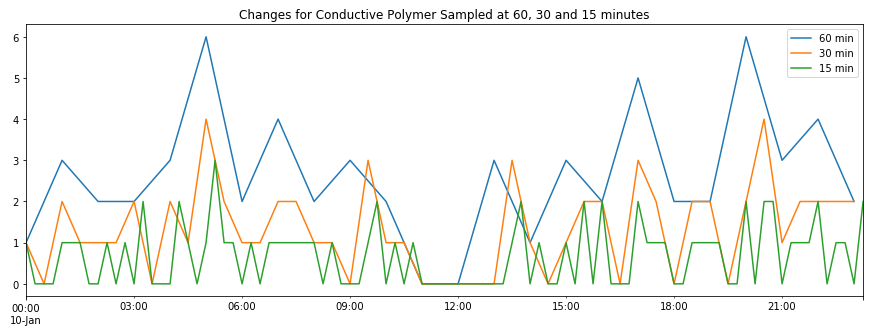 Changes for Conductive Polymer Sampled at 60, 30 and 15 minutes
60 min
30 min
15 min
6
5
4
3
2
1
0
00:00 03:00 06:00 09:00 12:00 15:00 18:00 21:00
10-Jan